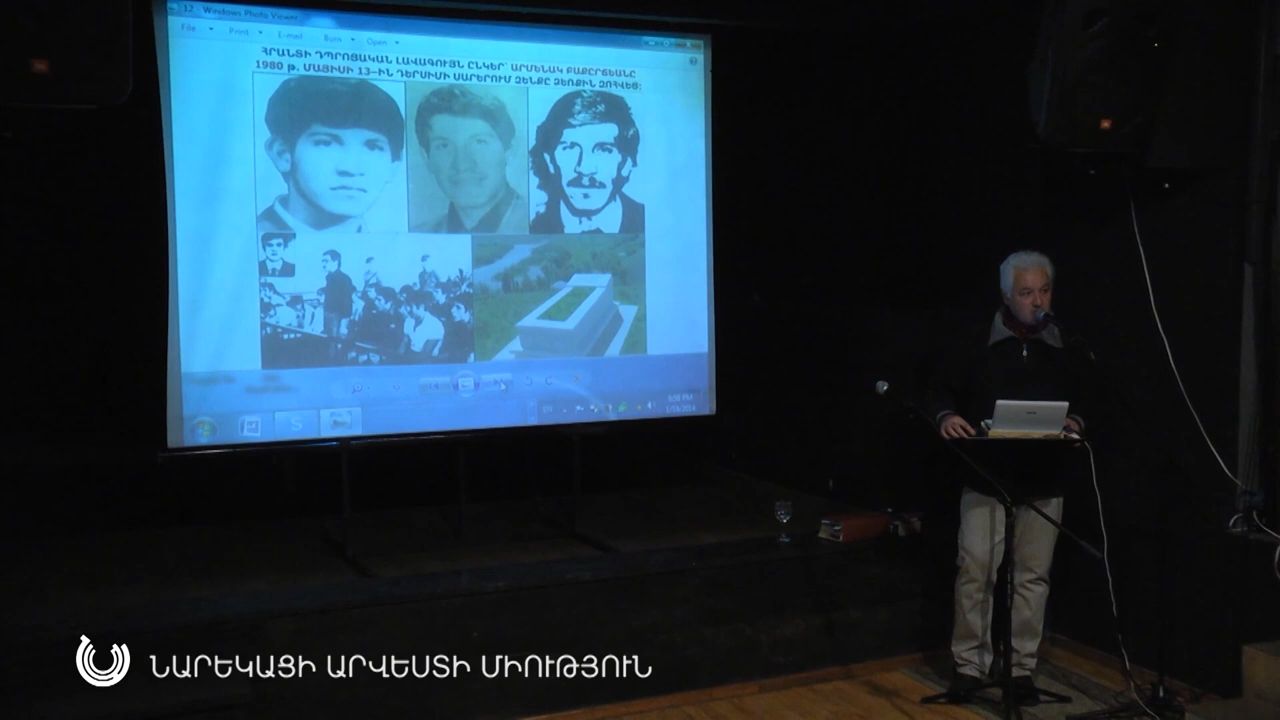 12 - Windows Photo Viewer
File Print E-mail Burn Open
ՀՐԱՆՏԻ ԴՊՐՈՑԱԿԱՆ ԼԱՎԱԳՈՒՅՆ ԸՆԿԵՐ՝ ԱՐՄԵՆԱԿ ԲԱՔԸՐՃԵԱՆԸ
1980 թ. ՄԱՅԻՍԻ 13–ԻՆ ԴԵՐՍԻՄԻ ՍԱՐԵՐՈՒՄ ԶԵՆՔԸ ՁԵՌՔԻՆ ԶՈՀՎԵՑ:
EN
ՆԱՐԵԿԱՑԻ ԱՐՎԵՍՏԻ ՄԻՈՒԹՅՈՒՆ